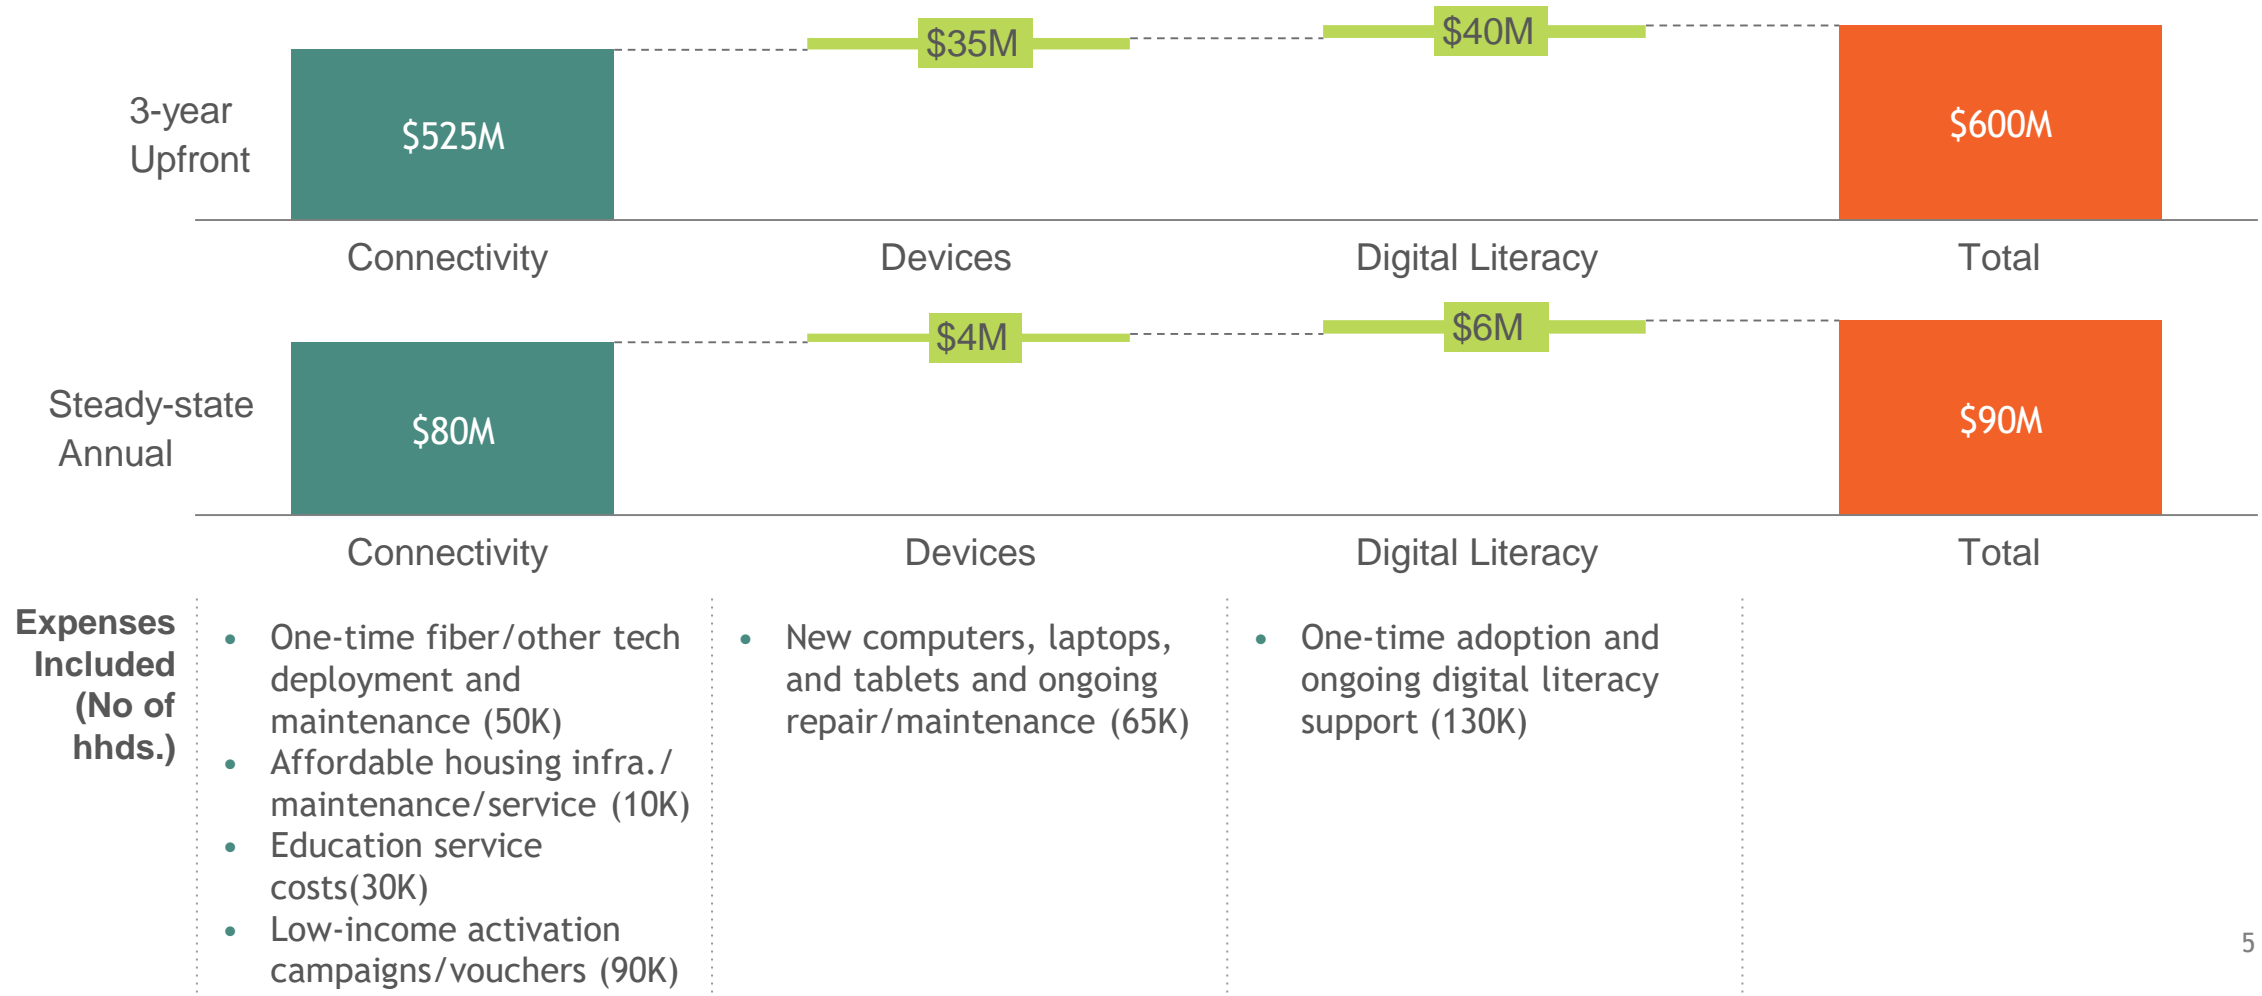 $35M
$40M
3-year
Upfront
$525M
$600M
Connectivity
Devices
Digital Literacy
Total
$4M
$6M
Steady-state
Annual
$80M
$90M
Connectivity
Devices
Digital Literacy
Total
Expenses
Included
(No of
hhds.)
• One-time fiber/other tech
deployment and
maintenance (50K)
• Affordable housing infra./
maintenance/service (10K)
• Education service
costs(30K)
• Low-income activation
campaigns/vouchers (90K)
• New computers, laptops,
and tablets and ongoing
repair/maintenance (65K)
• One-time adoption and
ongoing digital literacy
support (130K)
5